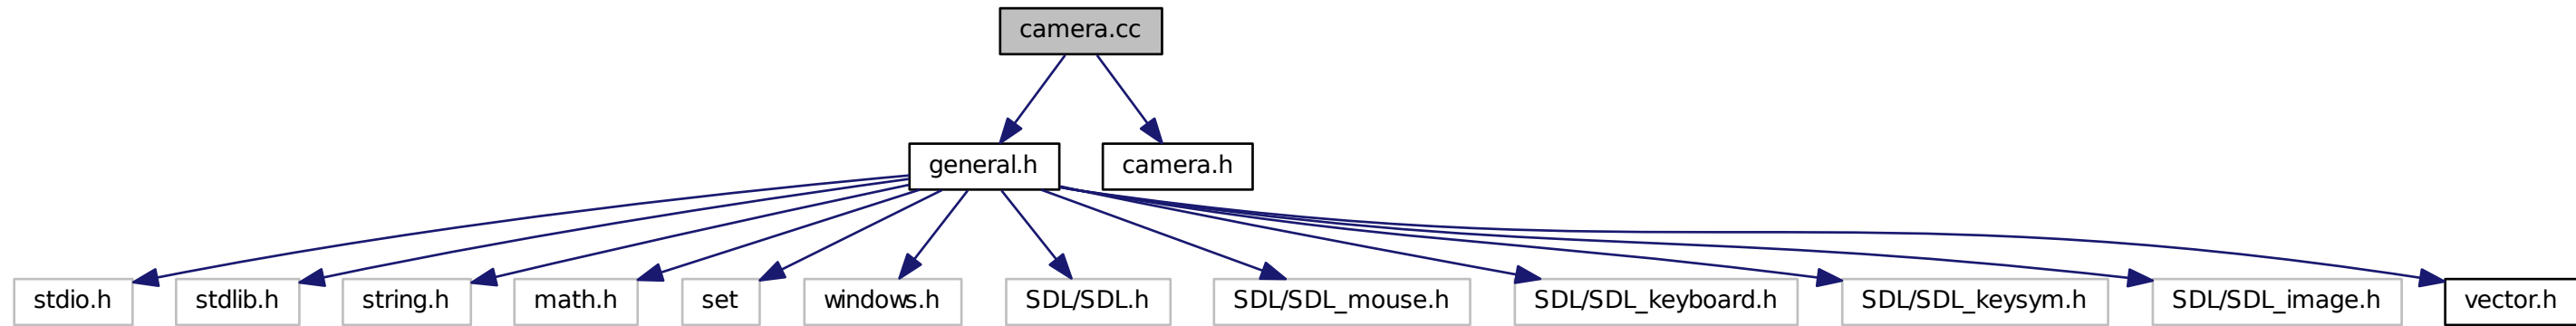 camera.cc
general.h
camera.h
stdio.h
stdlib.h
string.h
math.h
set
windows.h
SDL/SDL.h
SDL/SDL_mouse.h
SDL/SDL_keyboard.h
SDL/SDL_keysym.h
SDL/SDL_image.h
vector.h